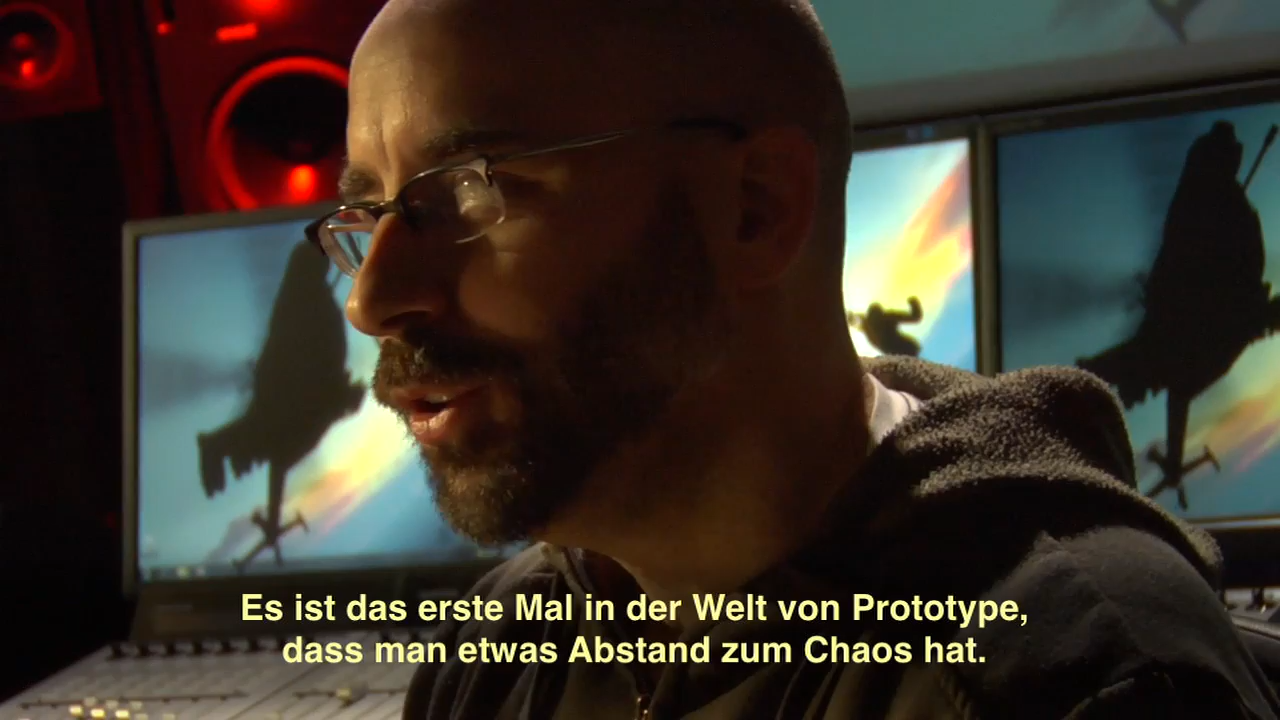 Es ist das erste Mal in der Welt von Prototype,
dass man etwas Abstand zum Chaos hat.